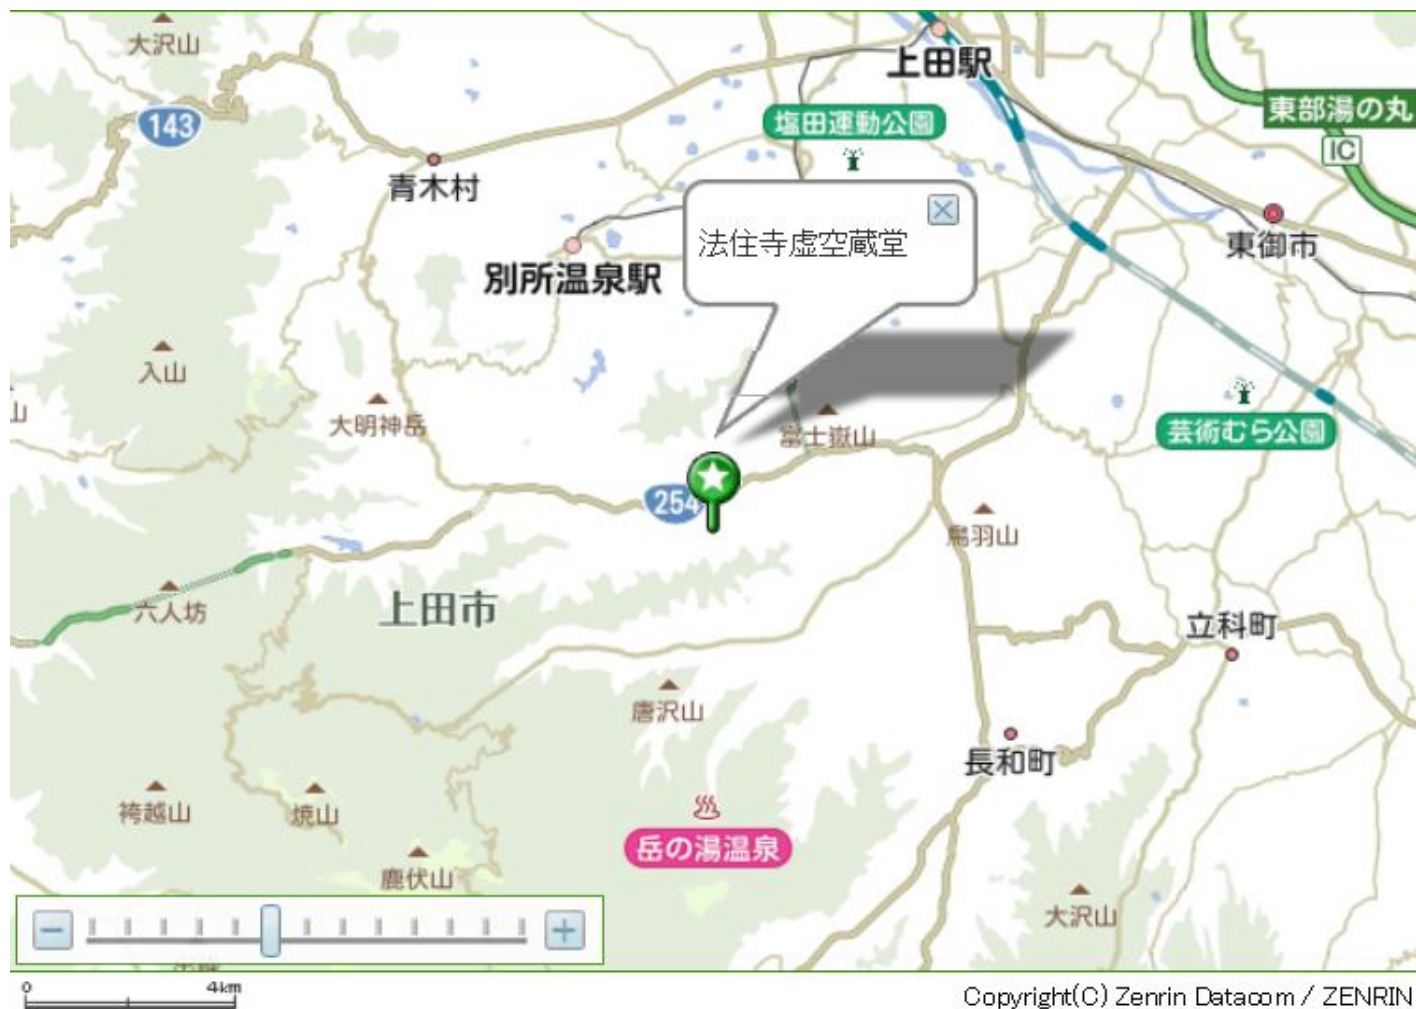 大沢山
上田駅
東部湯の丸
IC
143
塩田運動公園
青木村
法住寺虚空蔵堂
東御市
別所温泉駅
入山
山
大明神岳
富士嶽山
芸術むら公園
254
鳥羽山
六人坊
上田市
立科町
唐沢山
長和町
袴越山
焼山
岳の湯温泉
鹿伏山
大沢山
0 4km
Copyright(C) Zenrin Datacom / ZENRIN